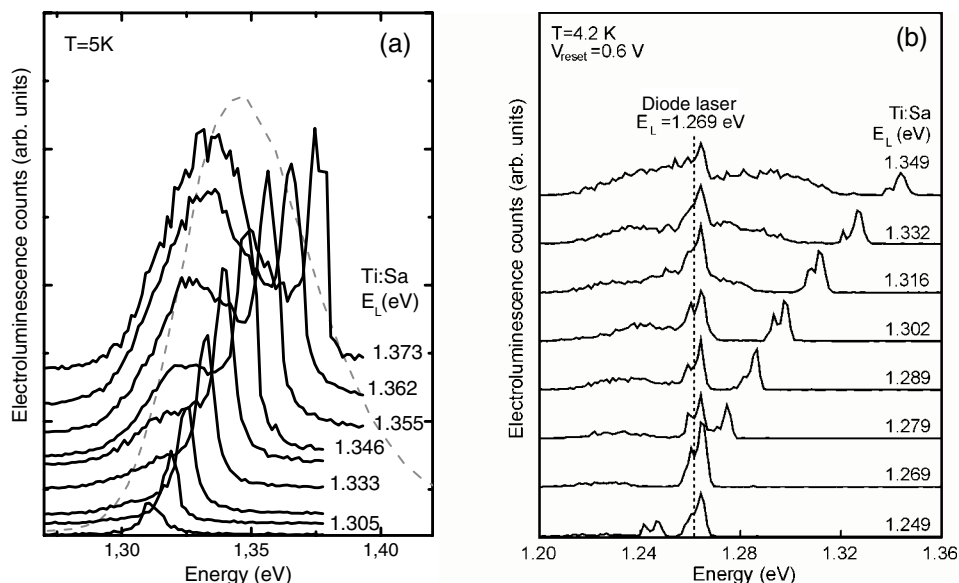 T=5K
(a)
Electroluminescence counts (arb. units)
Ti:Sa
E_L(eV)
1.373
1.362
1.355
1.346
1.333
1.305
1,30
1,35
1,40
Energy (eV)
T=4.2 K
V_reset=0.6 V
(b)
Electroluminescence counts (arb. units)
Diode laser
E_L =1.269 eV
Ti:Sa
E_L (eV)
1.349
1.332
1.316
1.302
1.289
1.279
1.269
1.249
1.20
1.24
1.28
1.32
1.36
Energy (eV)